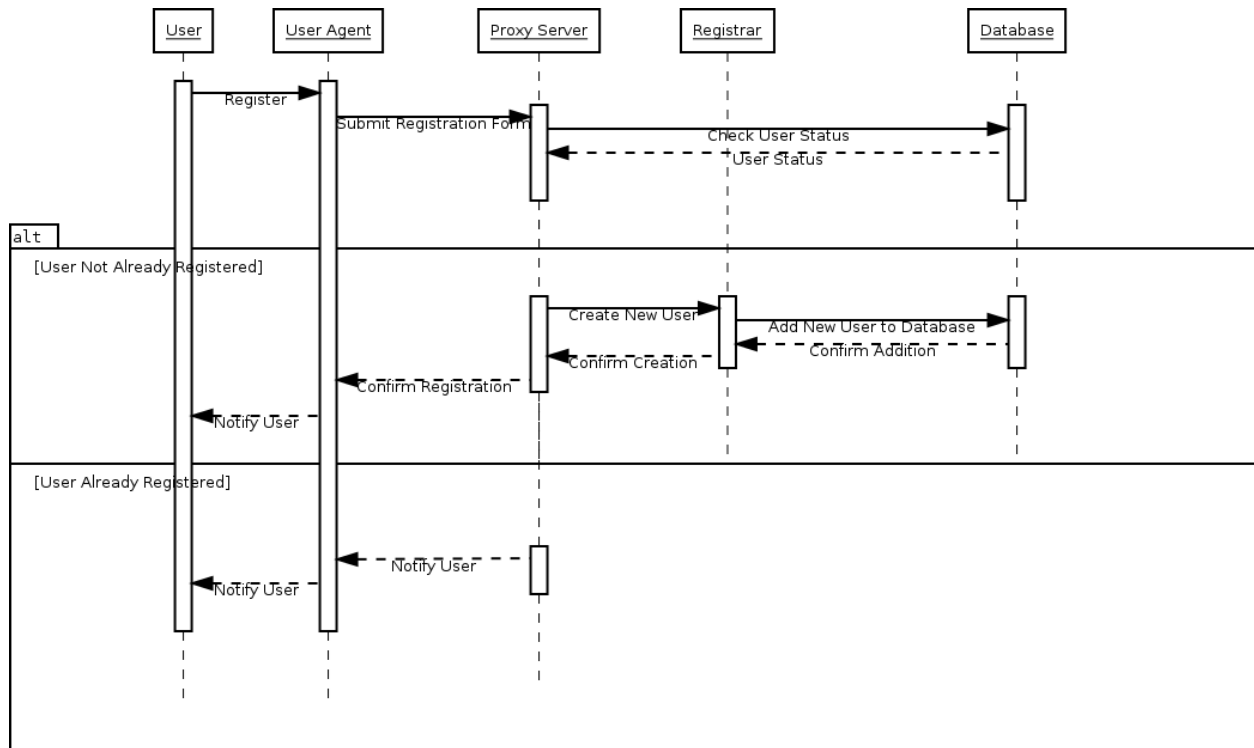 User
User Agent
Proxy Server
Registrar
Database
Register
Submit Registration Form
Check User Status
User Status
alt
[User Not Already Registered]
Create New User
Add New User to Database
Confirm Addition
Confirm Creation
Confirm Registration
Notify User
[User Already Registered]
Notify User
Notify User